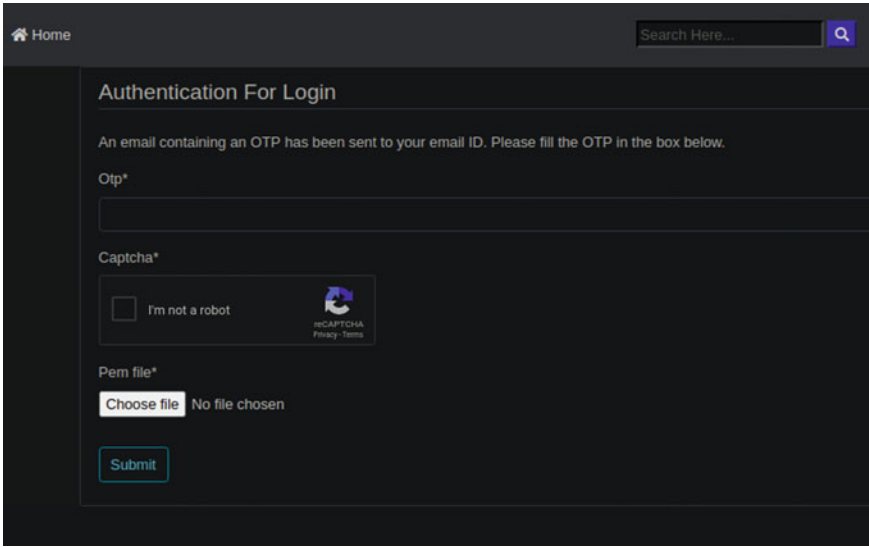 Home
Search Here...
Authentication For Login
An email containing an OTP has been sent to your email ID. Please fill the OTP in the box below.
Otp*
Captcha*
I'm not a robot
reCAPTCHA
Privacy - Terms
Pem file*
Choose file No file chosen
Submit